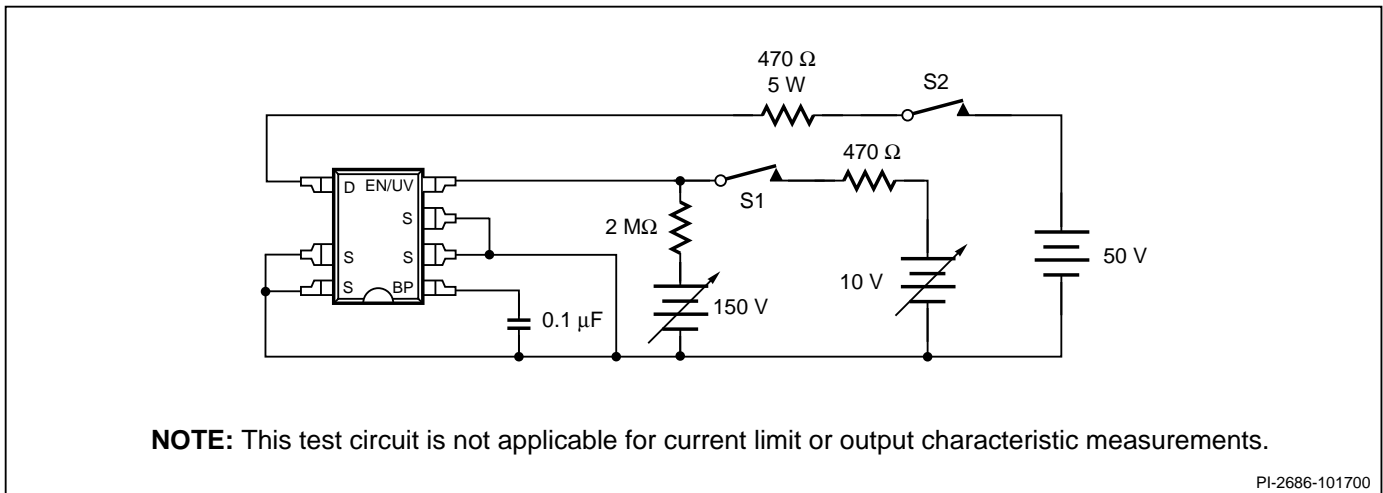 470 Ω
5 W
S2
470 Ω
D EN/UV
S1
S
2 MΩ
S S
50 V
10 V
S BP
150 V
0.1 µF
NOTE: This test circuit is not applicable for current limit or output characteristic measurements.
PI-2686-101700